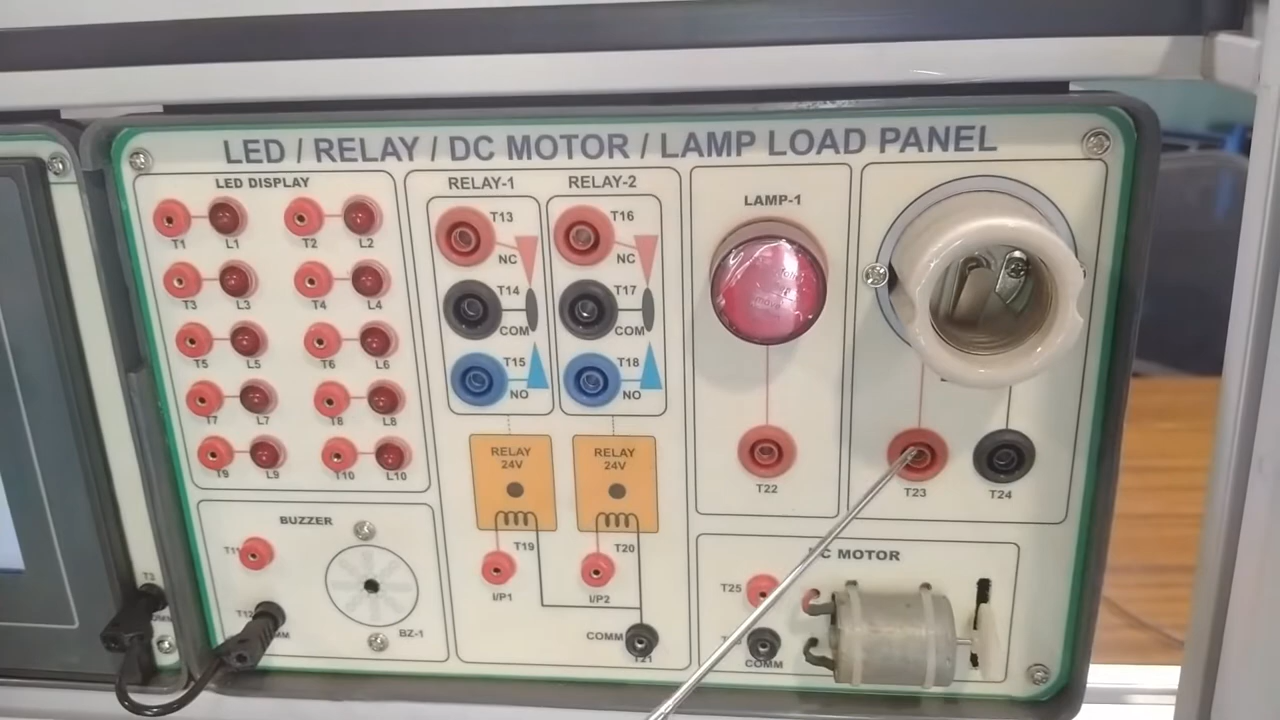 LED / RELAY / DC MOTOR / LAMP LOAD PANEL
LED DISPLAY
T1 L1 T2 L2
T3 L3 T4 L4
T5 L5 T6 L6
T7 L7 T8 L8
T9 L9 T10 L10
BUZZER
T11
T12
BZ-1
RELAY-1 RELAY-2
T13 T16
NC NC
T14 T17
COM COM
T15 T18
NO NO
RELAY RELAY
24V 24V
T19 T20
I/P1 I/P2
COMM
T21
LAMP-1
T22
T23 T24
C MOTOR
T25
COMM
T3